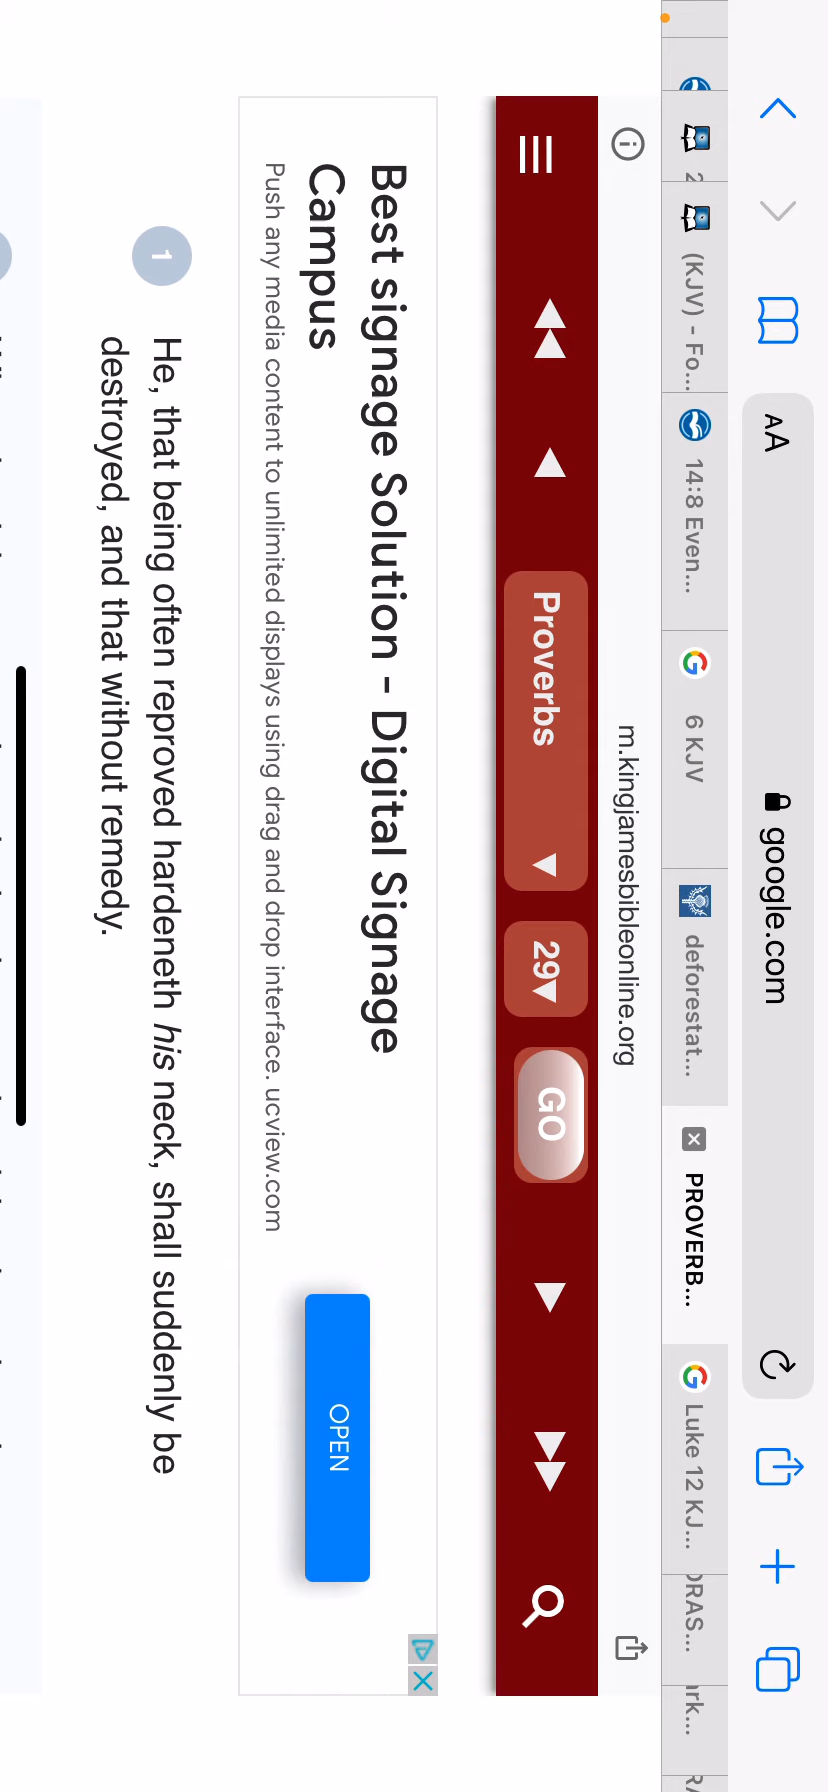 google.com
AA
(KJV) - Fo...
14:8 Even...
6 KJV
deforestat...
PROVERB...
Luke 12 KJ...
m.kingjamesbibleonline.org
Proverbs
29
GO
Best signage Solution - Digital Signage
Campus
Push any media content to unlimited displays using drag and drop interface. ucview.com
OPEN
1
He, that being often reproved hardeneth his neck, shall suddenly be
destroyed, and that without remedy.